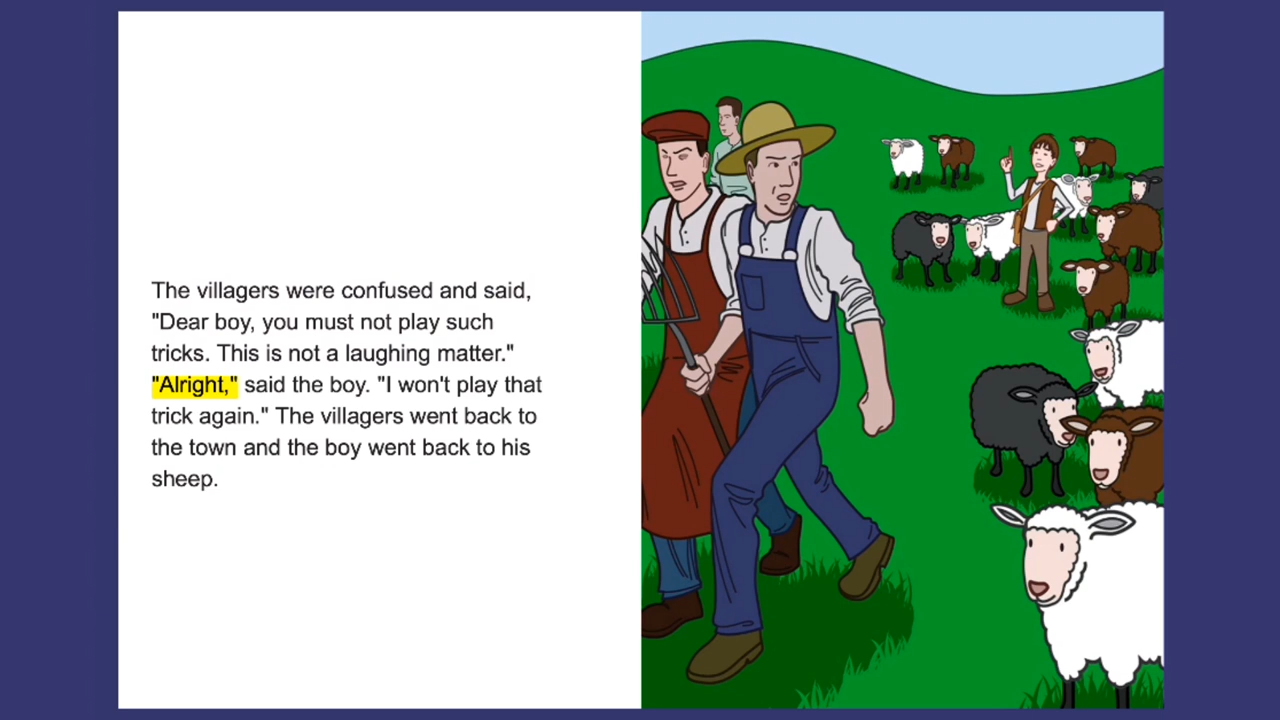 The villagers were confused and said,
"Dear boy, you must not play such
tricks. This is not a laughing matter."
"Alright," said the boy. "I won't play that
trick again." The villagers went back to
the town and the boy went back to his
sheep.